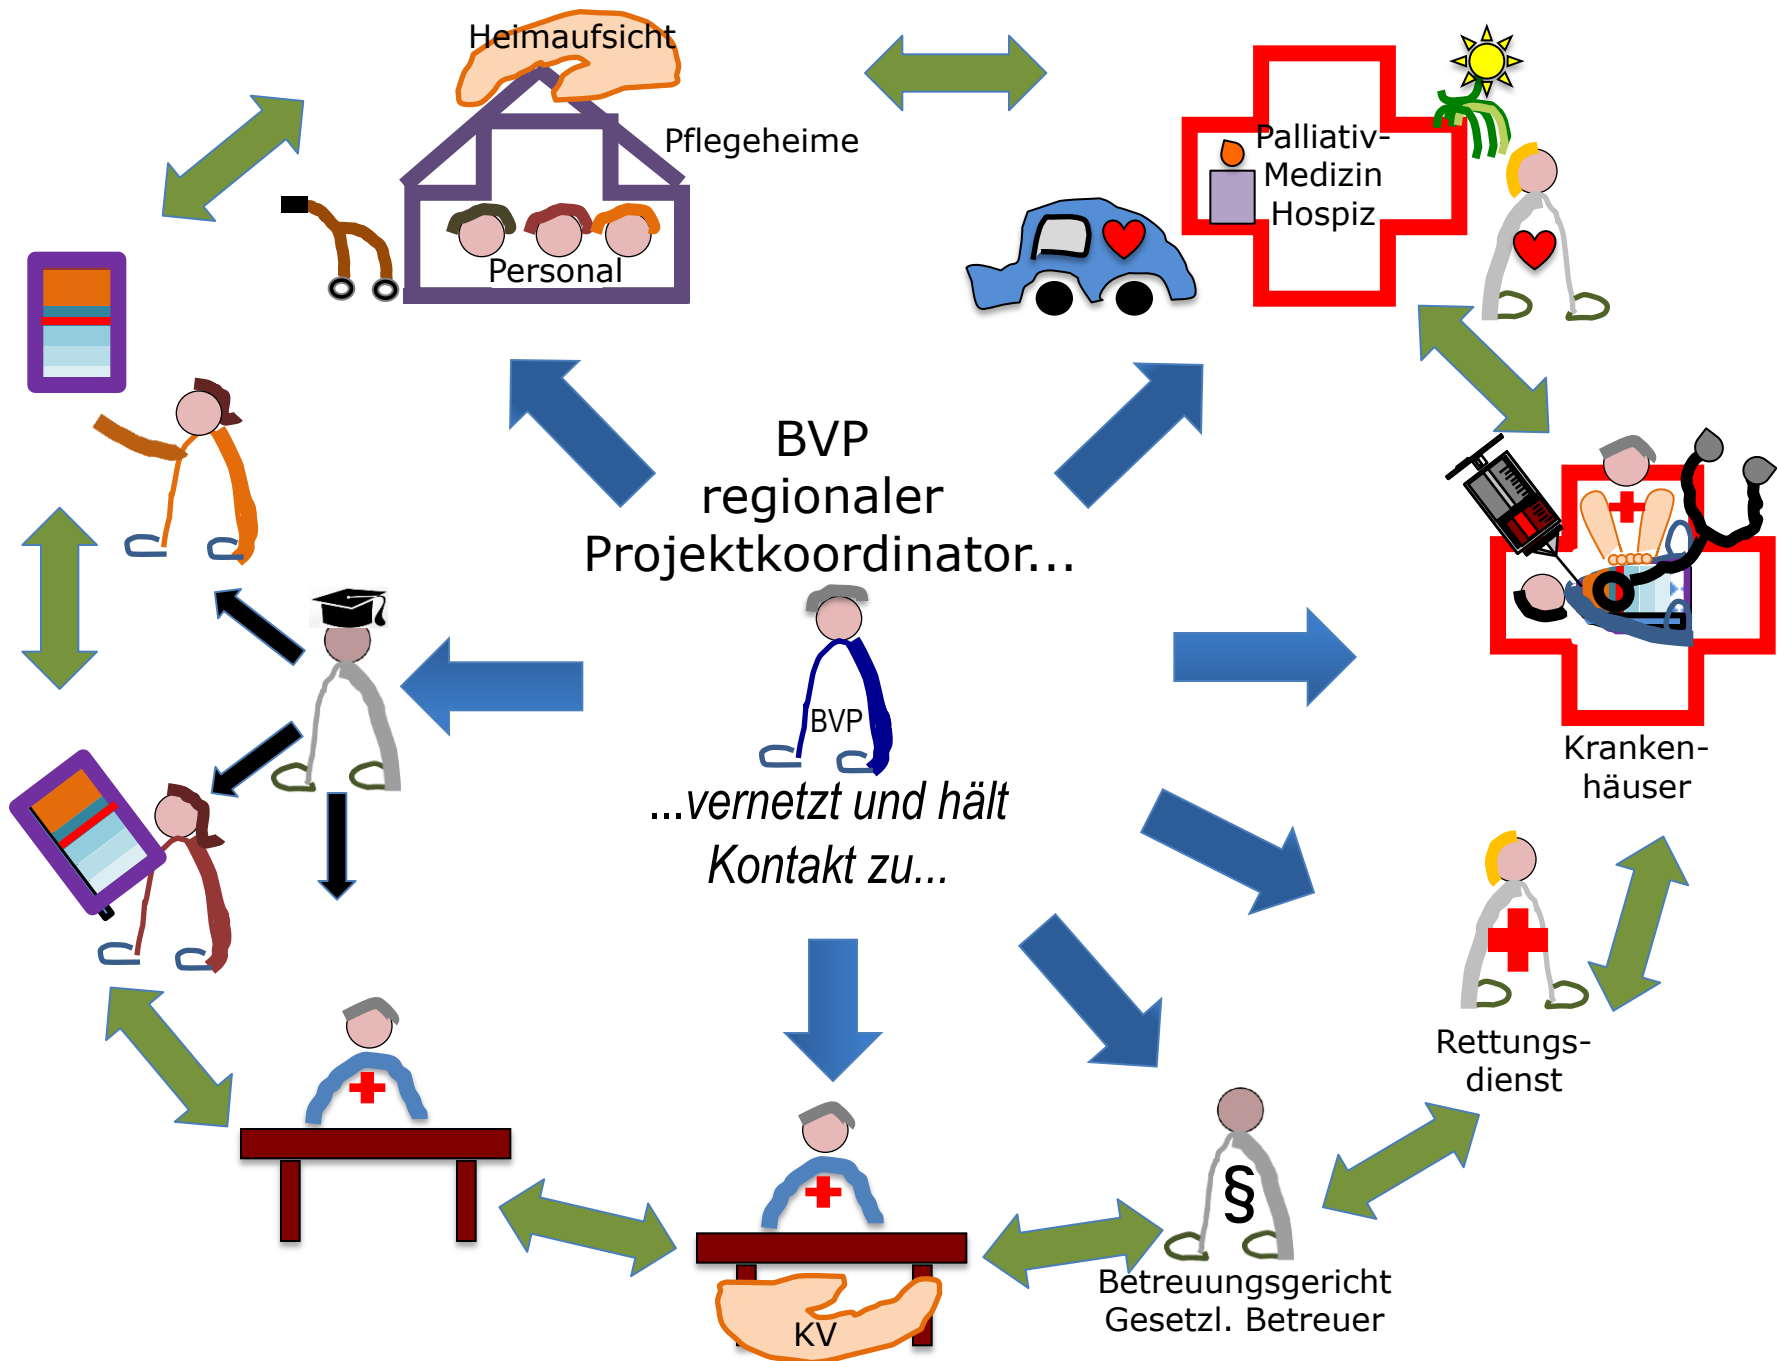 Heimaufsicht
Pflegeheime
Personal
Palliativ-
Medizin
Hospiz
BVP
regionaler
Projektkoordinator...
BVP
...vernetzt und hält
Kontakt zu...
Kranken-
häuser
Rettungs-
dienst
§
Betreuungsgericht
Gesetzl. Betreuer
KV